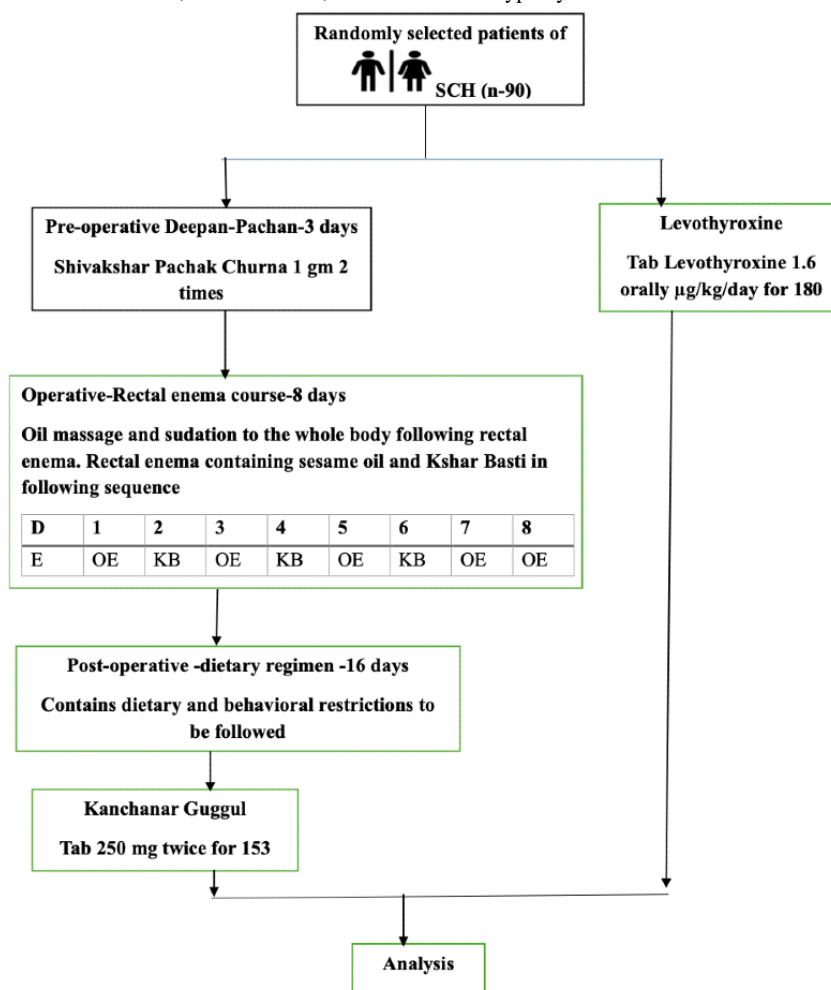 Randomly selected patients of
SCH (n-90)
Pre-operative Deepan-Pachan-3 days
Shivakshar Pachak Churna 1 gm 2
times
Levothyroxine
Tab Levothyroxine 1.6
orally µg/kg/day for 180
Operative-Rectal enema course-8 days
Oil massage and sudation to the whole body following rectal
enema. Rectal enema containing sesame oil and Kshar Basti in
following sequence
D 1 2 3 4 5 6 7 8
E OE KB OE KB OE KB OE OE
Post-operative -dietary regimen -16 days
Contains dietary and behavioral restrictions to
be followed
Kanchanar Guggul
Tab 250 mg twice for 153
Analysis